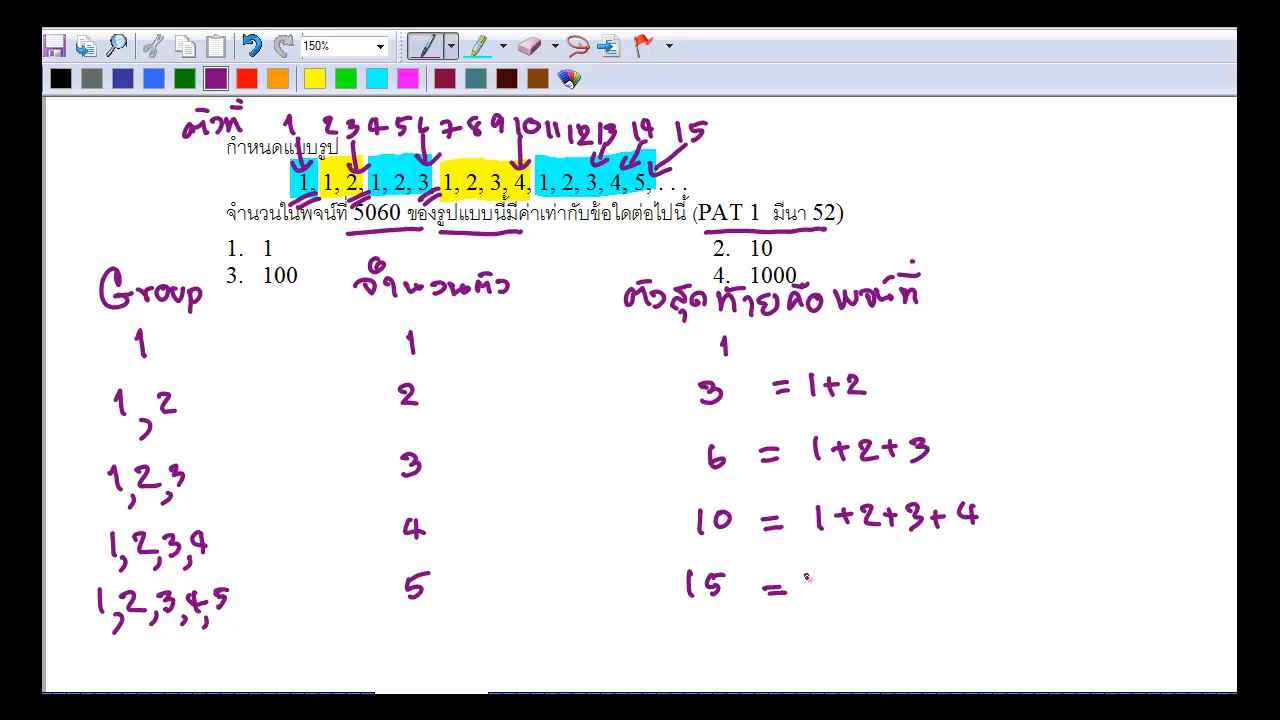 150%
ตัวที่ 1 2 3 4 5 6 7 8 9 10 11 12 13 14 15
กำหนดแบบรูป
1, 1, 2, 1, 2, 3, 1, 2, 3, 4, 1, 2, 3, 4, 5, . . .
จำนวนในพจน์ที่ 5060 ของรูปแบบนี้มีค่าเท่ากับข้อใดต่อไปนี้ (PAT 1 มีนา 52)
1. 1 2. 10
3. 100 4. 1000
Group จำนวนตัว ตัวสุดท้ายคือพจน์ที่
1 1 1
1,2 2 3 = 1+2
1,2,3 3 6 = 1+2+3
1,2,3,4 4 10 = 1+2+3+4
1,2,3,4,5 5 15 =